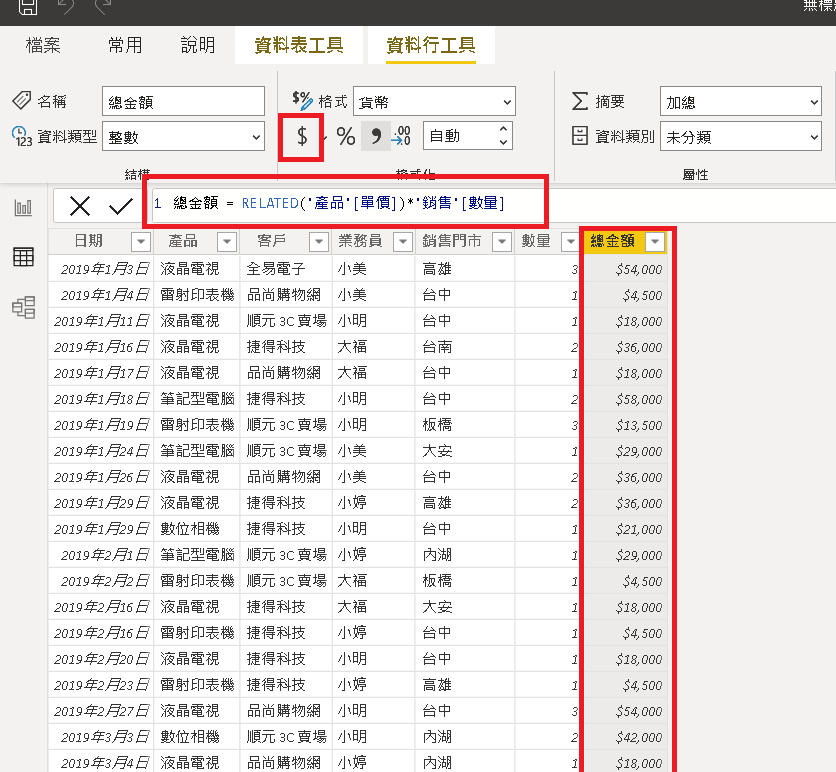 無標
檔案 常用 說明 資料表工具 資料行工具
名稱 總金額 $% 格式 貨幣 Σ 摘要 加總
123 資料類型 整數 $ % 9 .00 自動 資料類別 未分類
結構 格式化 屬性
1 總金額 = RELATED('產品'[單價])*'銷售'[數量]
日期 產品 客戶 業務員 銷售門市 數量 總金額
2019年1月3日 液晶電視 全易電子 小美 高雄 3 $54,000
2019年1月4日 雷射印表機 品尚購物網 小美 台中 1 $4,500
2019年1月11日 液晶電視 順元 3C 賣場 小明 台中 1 $18,000
2019年1月16日 液晶電視 捷得科技 大福 台南 2 $36,000
2019年1月17日 液晶電視 品尚購物網 大福 台中 1 $18,000
2019年1月18日 筆記型電腦 捷得科技 小明 台中 2 $58,000
2019年1月19日 雷射印表機 順元 3C 賣場 小明 板橋 3 $13,500
2019年1月24日 筆記型電腦 順元 3C 賣場 小美 大安 1 $29,000
2019年1月26日 液晶電視 品尚購物網 小美 台中 2 $36,000
2019年1月29日 液晶電視 捷得科技 小婷 高雄 2 $36,000
2019年1月29日 數位相機 捷得科技 小明 台中 1 $21,000
2019年2月1日 筆記型電腦 順元 3C 賣場 小婷 內湖 1 $29,000
2019年2月2日 雷射印表機 順元 3C 賣場 大福 板橋 1 $4,500
2019年2月16日 液晶電視 捷得科技 大福 大安 1 $18,000
2019年2月16日 雷射印表機 捷得科技 小婷 台中 1 $4,500
2019年2月20日 液晶電視 捷得科技 小明 台中 1 $18,000
2019年2月23日 雷射印表機 捷得科技 小婷 高雄 1 $4,500
2019年2月27日 液晶電視 品尚購物網 小明 台中 3 $54,000
2019年3月3日 數位相機 順元 3C 賣場 小明 內湖 2 $42,000
2019年3月4日 液晶電視 品尚購物網 小婷 內湖 1 $18,000